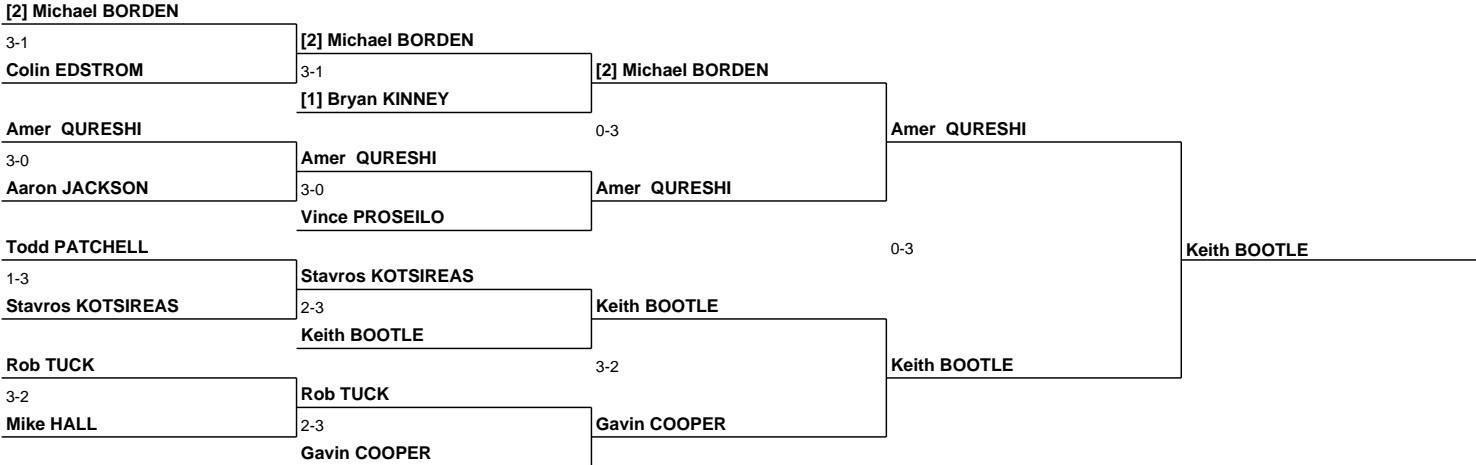 [2] Michael BORDEN
3-1
[2] Michael BORDEN
Colin EDSTROM
3-1
[2] Michael BORDEN
[1] Bryan KINNEY
Amer QURESHI
0-3
Amer QURESHI
3-0
Amer QURESHI
Aaron JACKSON
3-0
Amer QURESHI
Vince PROSEILO
Todd PATCHELL
0-3
Keith BOOTLE
1-3
Stavros KOTSIREAS
Stavros KOTSIREAS
2-3
Keith BOOTLE
Keith BOOTLE
Rob TUCK
3-2
Keith BOOTLE
3-2
Rob TUCK
Mike HALL
2-3
Gavin COOPER
Gavin COOPER